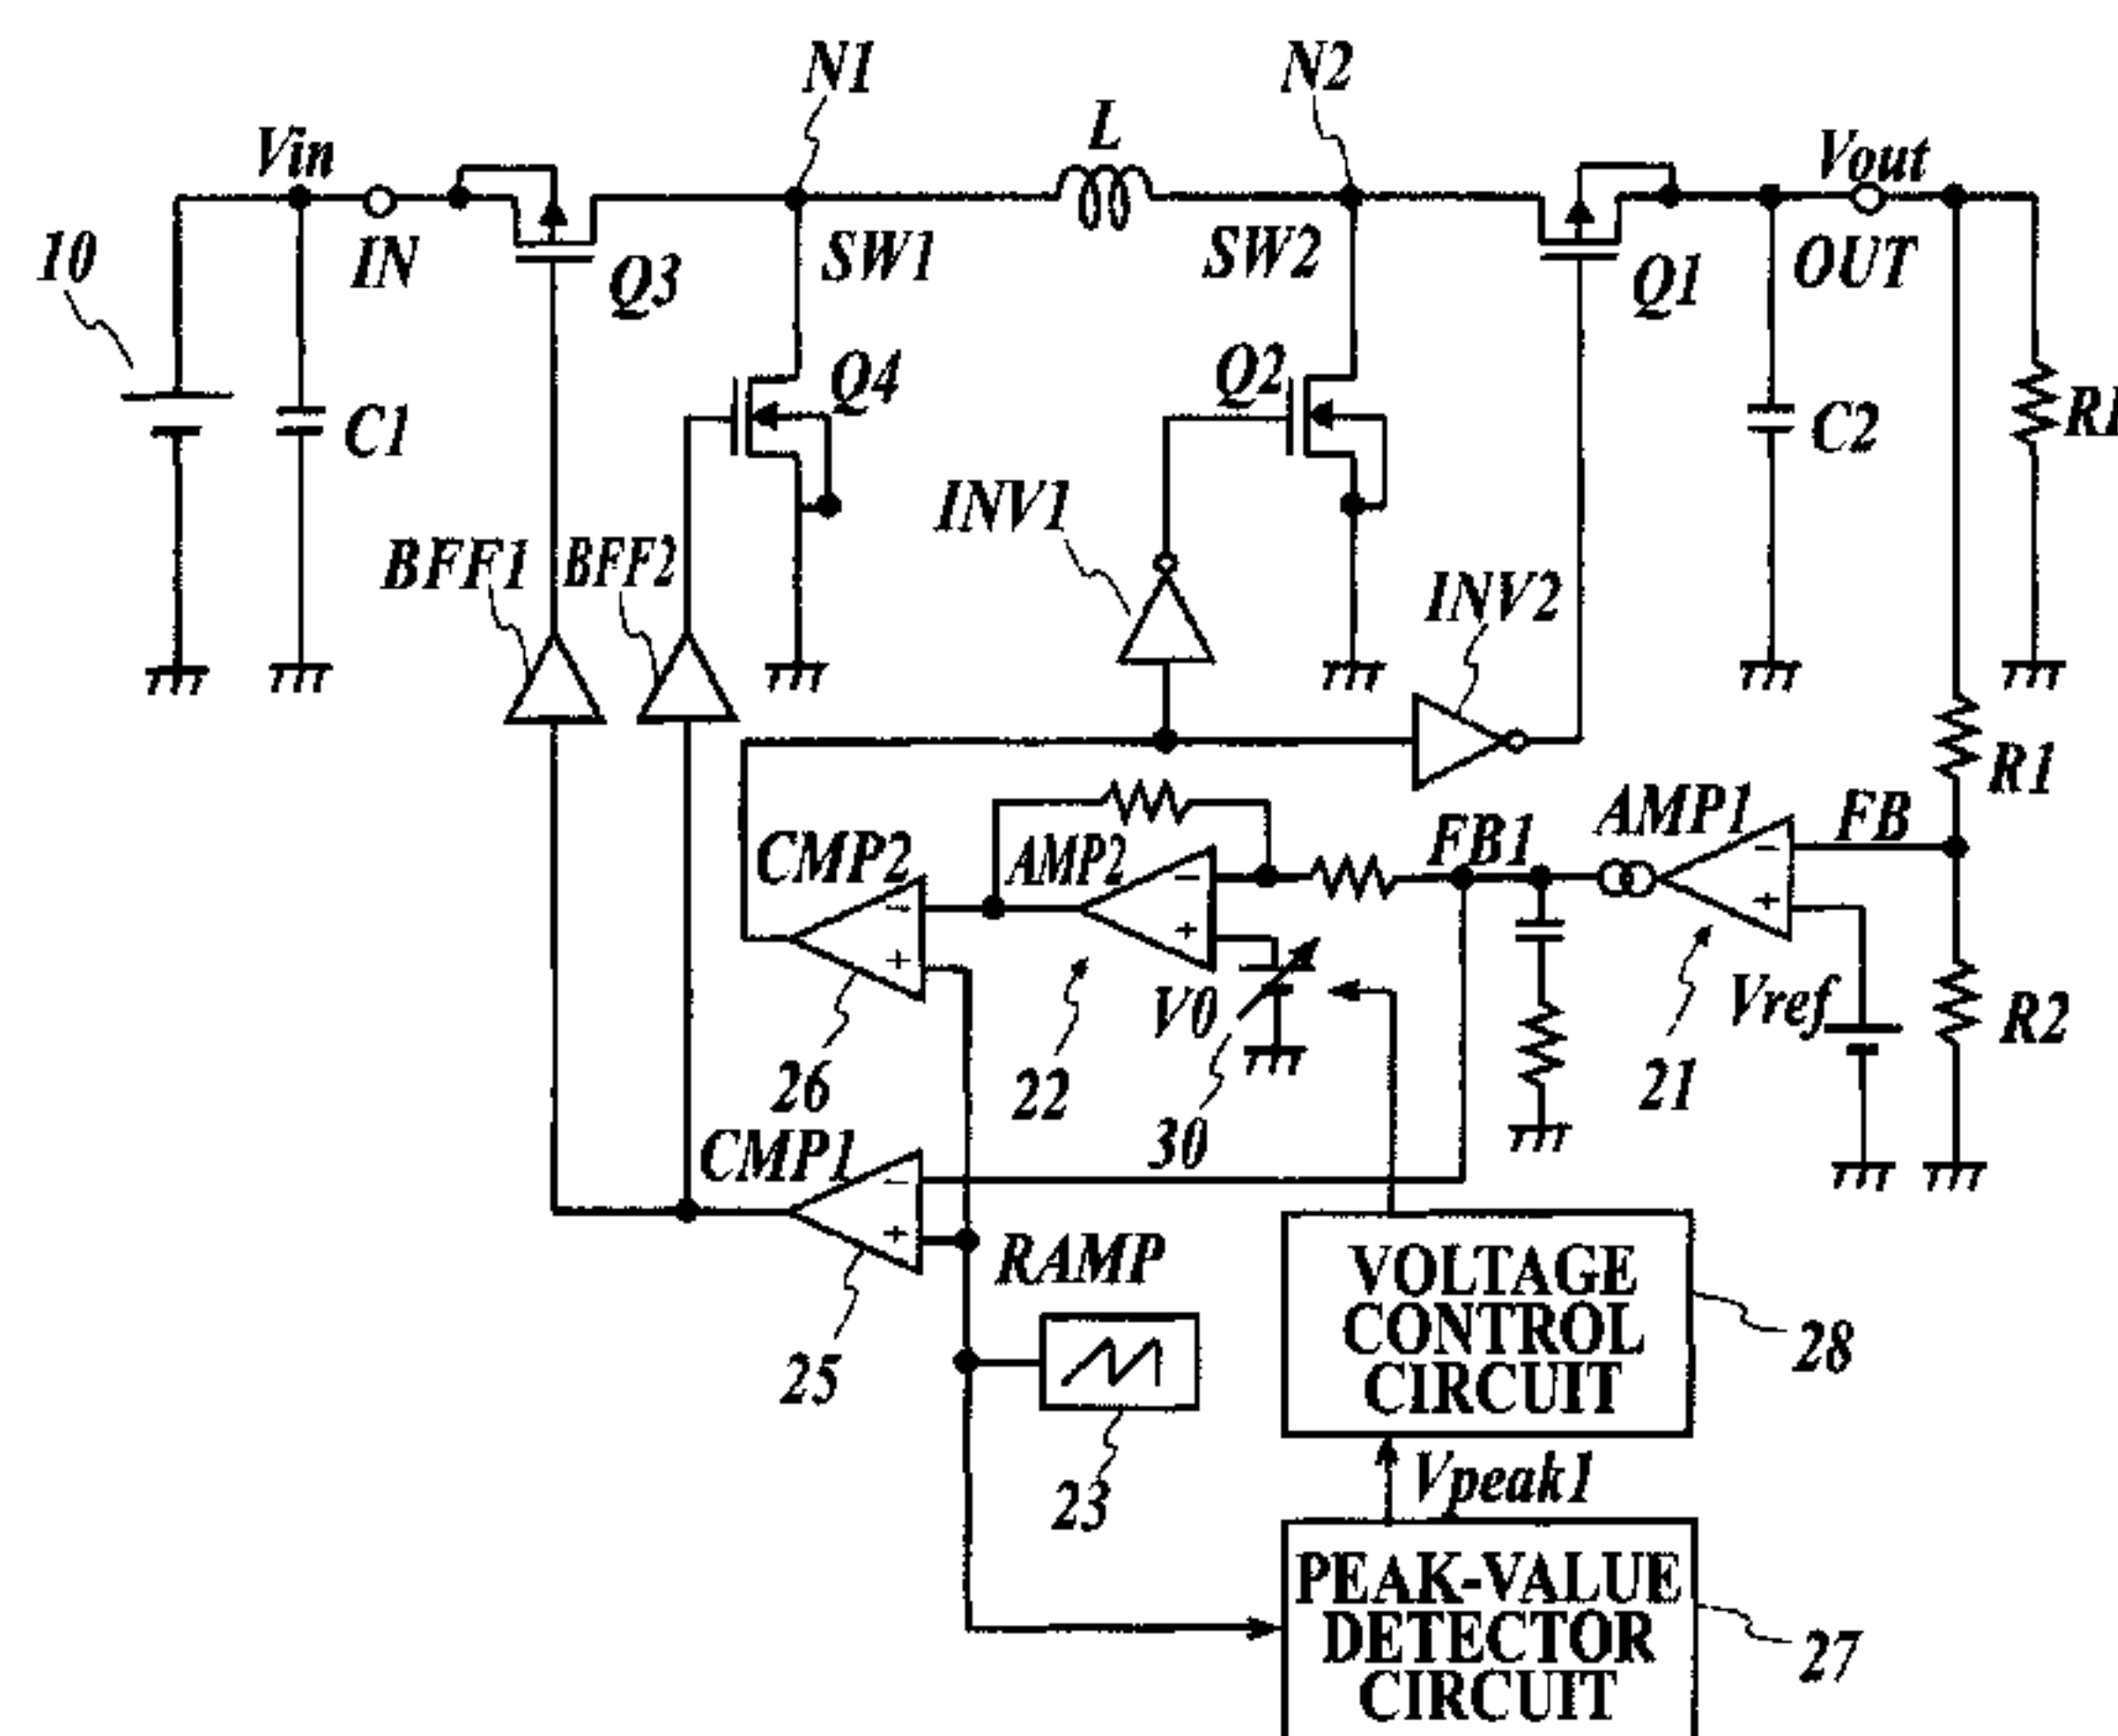 N1
N2
L
Vin
Vout
10
IN
Q3
SW1
SW2
Q1
OUT
C1
Q4
Q2
C2
INV1
BFF1
BFF2
INV2
R1
CMP2
AMP2
FB1
AMP1
FB
V0
Vref
R2
26
22
30
21
CMP1
RAMP
25
23
VOLTAGE
CONTROL
CIRCUIT
28
Vpeak1
PEAK-VALUE
DETECTOR
CIRCUIT
27